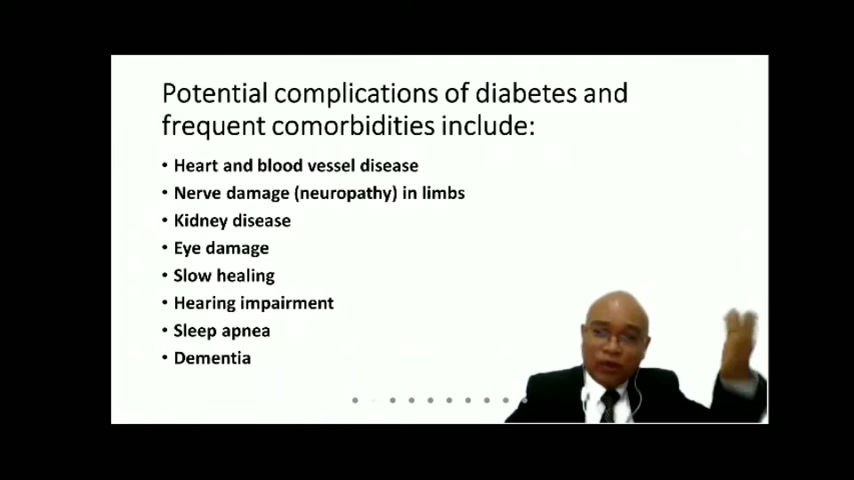 Potential complications of diabetes and
frequent comorbidities include:
• Heart and blood vessel disease
• Nerve damage (neuropathy) in limbs
• Kidney disease
• Eye damage
• Slow healing
• Hearing impairment
• Sleep apnea
• Dementia